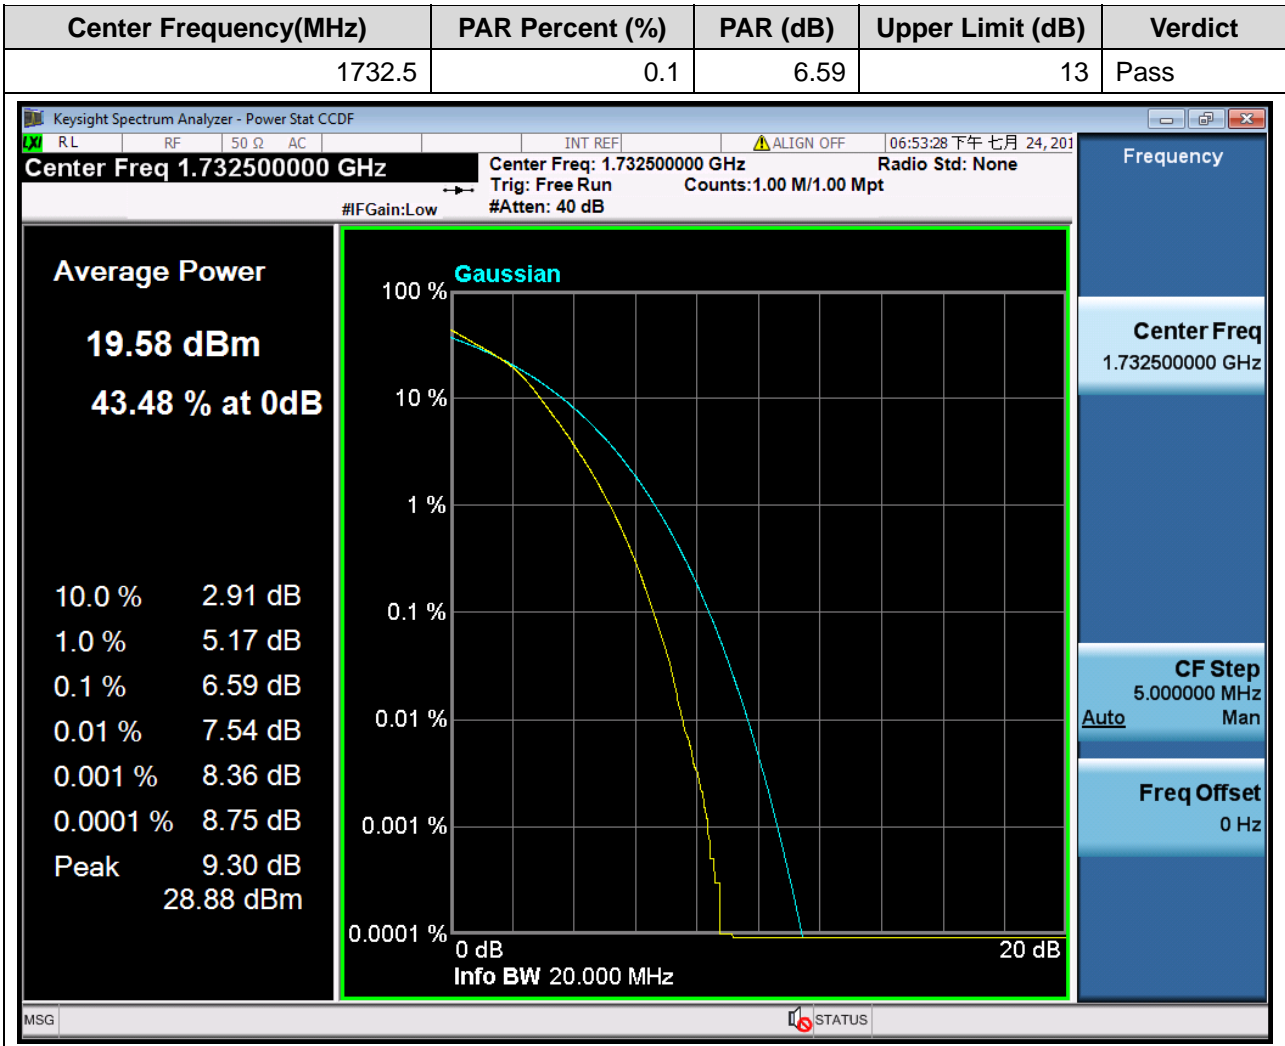 Center Frequency(MHz) PAR Percent (%) PAR (dB) Upper Limit (dB) Verdict
1732.5 0.1 6.59 13 Pass
Keysight Spectrum Analyzer - Power Stat CCDF
LXI RL RF 50 Ω AC INT REF ALIGN OFF 06:53:28 下午 七月 24, 201
Center Freq 1.732500000 GHz
Center Freq: 1.732500000 GHz Radio Std: None
Trig: Free Run Counts:1.00 M/1.00 Mpt
#IFGain:Low #Atten: 40 dB
Average Power
19.58 dBm
43.48 % at 0dB
10.0 % 2.91 dB
1.0 % 5.17 dB
0.1 % 6.59 dB
0.01 % 7.54 dB
0.001 % 8.36 dB
0.0001 % 8.75 dB
Peak 9.30 dB
28.88 dBm
Gaussian
100 %
10 %
1 %
0.1 %
0.01 %
0.001 %
0.0001 %
0 dB 20 dB
Info BW 20.000 MHz
Frequency
Center Freq
1.732500000 GHz
CF Step
5.000000 MHz
Auto Man
Freq Offset
0 Hz
MSG STATUS